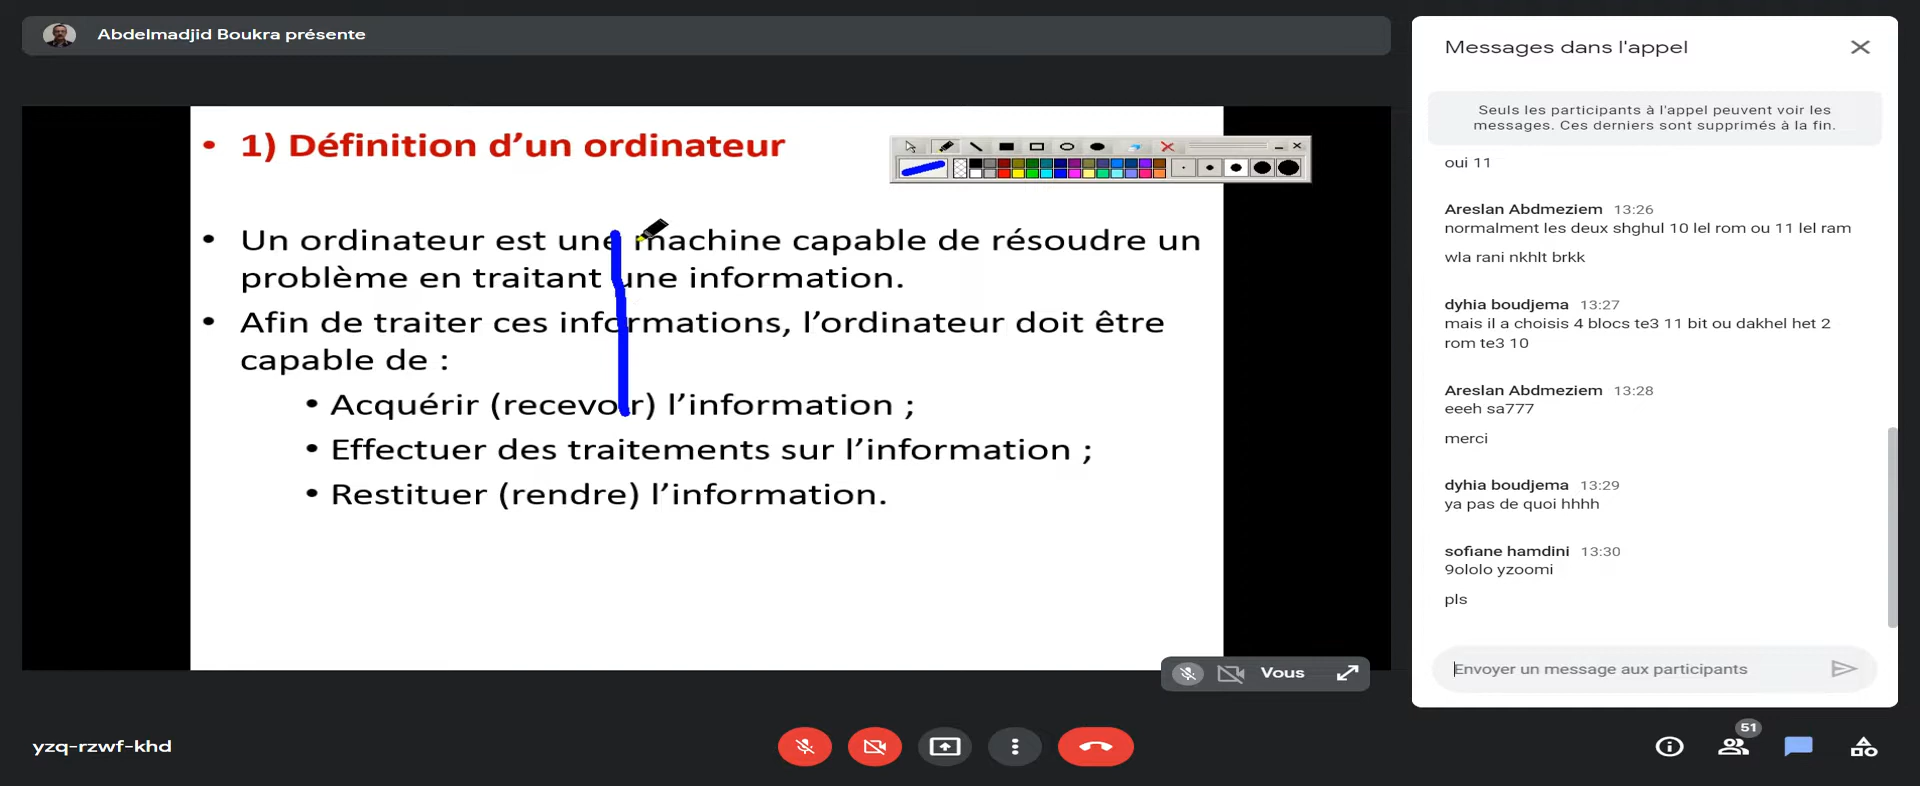 Abdelmadjid Boukra présente
• 1) Définition d’un ordinateur
• Un ordinateur est une machine capable de résoudre un
problème en traitant une information.
• Afin de traiter ces informations, l’ordinateur doit être
capable de :
• Acquérir (recevoir) l’information ;
• Effectuer des traitements sur l’information ;
• Restituer (rendre) l’information.
Vous
yzq-rzwf-khd
Messages dans l'appel
Seuls les participants à l'appel peuvent voir les
messages. Ces derniers sont supprimés à la fin.
oui 11
Areslan Abdmeziem 13:26
normalment les deux shghul 10 lel rom ou 11 lel ram
wla rani nkhlt brkk
dyhia boudjema 13:27
mais il a choisis 4 blocs te3 11 bit ou dakhel het 2
rom te3 10
Areslan Abdmeziem 13:28
eeeh sa777
merci
dyhia boudjema 13:29
ya pas de quoi hhhh
sofiane hamdini 13:30
9ololo yzoomi
pls
Envoyer un message aux participants
51